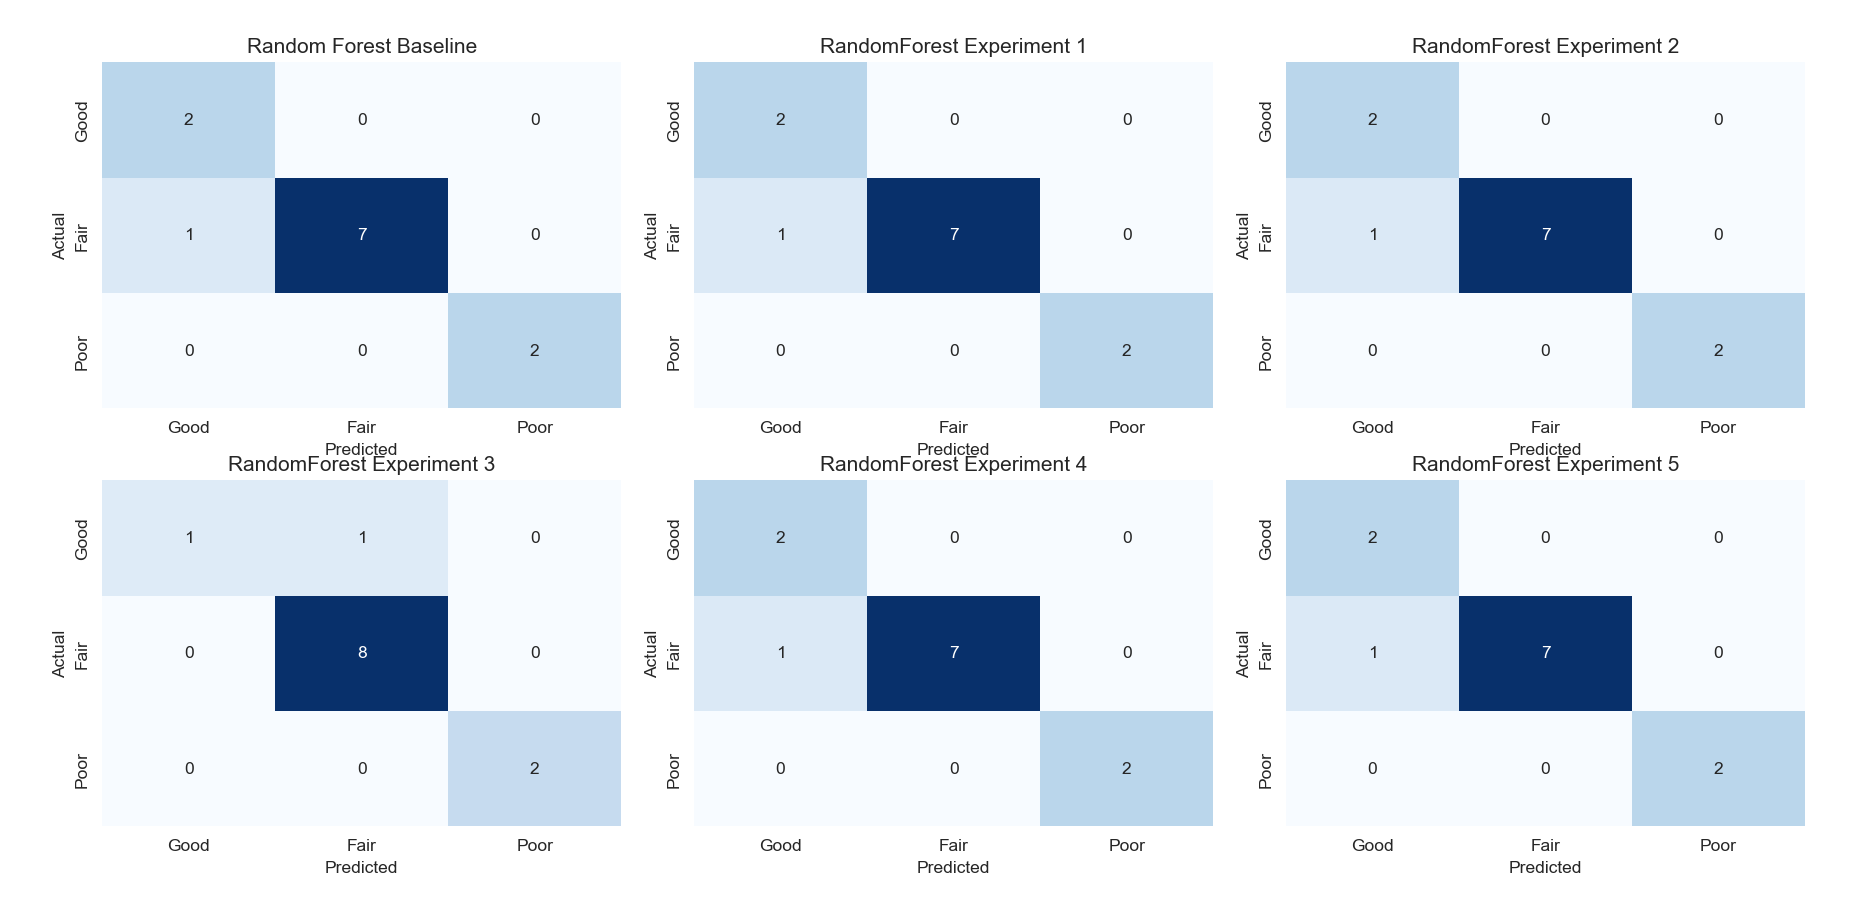 Random Forest Baseline
RandomForest Experiment 1
RandomForest Experiment 2
Good
2 0 0
Good
2 0 0
Good
2 0 0
Actual
Fair
1 7 0
Actual
Fair
1 7 0
Actual
Fair
1 7 0
Poor
0 0 2
Poor
0 0 2
Poor
0 0 2
Good Fair Poor
Good Fair Poor
Good Fair Poor
Predicted
Predicted
Predicted
RandomForest Experiment 3
RandomForest Experiment 4
RandomForest Experiment 5
Good
1 1 0
Good
2 0 0
Good
2 0 0
Actual
Fair
0 8 0
Actual
Fair
1 7 0
Actual
Fair
1 7 0
Poor
0 0 2
Poor
0 0 2
Poor
0 0 2
Good Fair Poor
Good Fair Poor
Good Fair Poor
Predicted
Predicted
Predicted